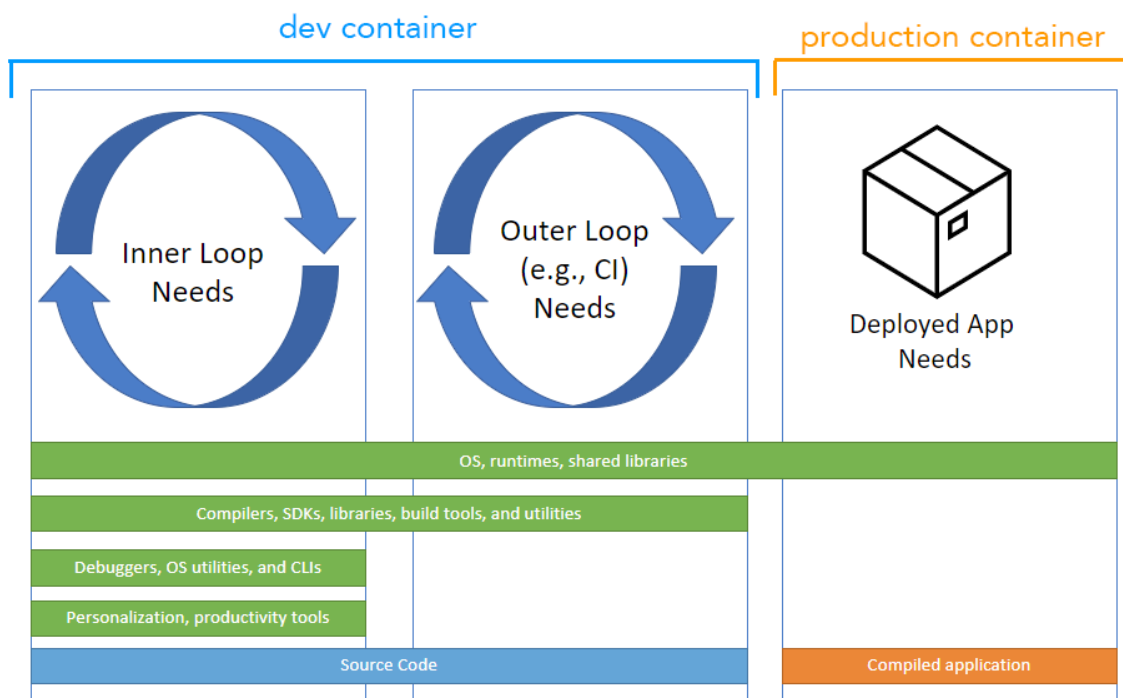 dev container
production container
Inner Loop
Needs
Outer Loop
(e.g., CI)
Needs
Deployed App
Needs
OS, runtimes, shared libraries
Compilers, SDKs, libraries, build tools, and utilities
Debuggers, OS utilities, and CLIs
Personalization, productivity tools
Source Code
Compiled application